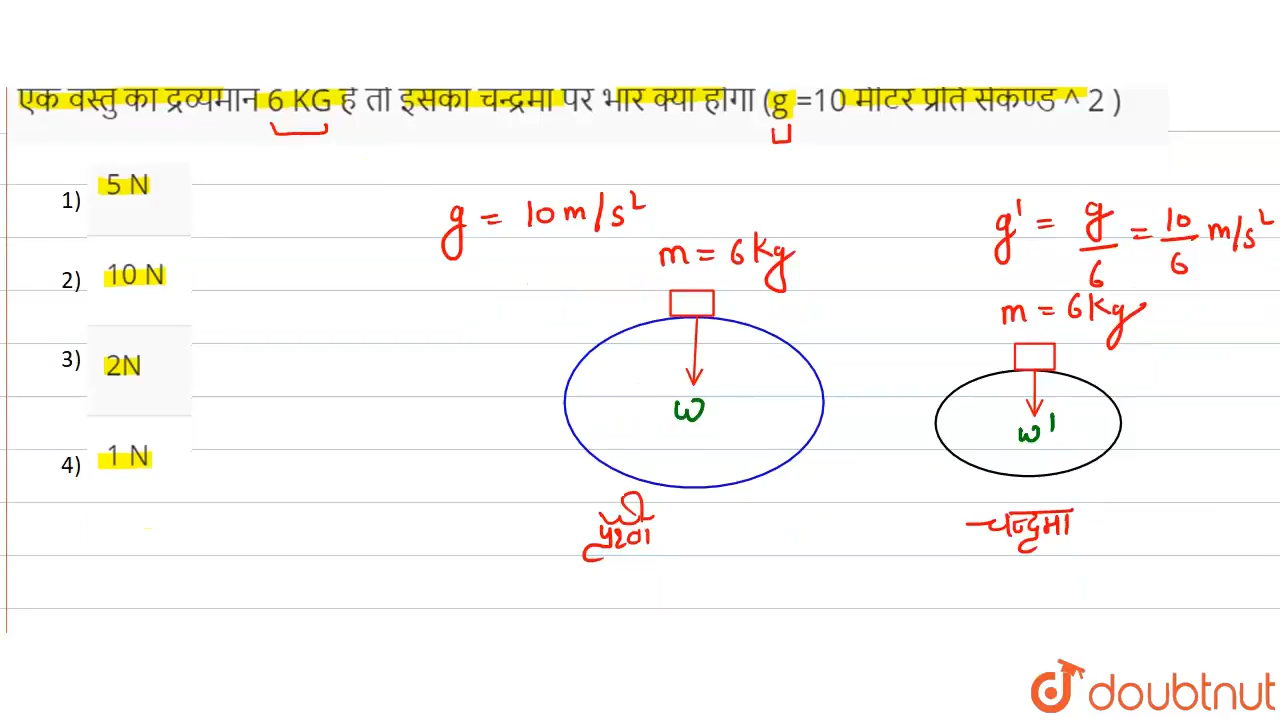 एक वस्तु का द्रव्यमान 6 KG है तो इसका चन्द्रमा पर भार क्या होगा (g =10 मीटर प्रति सेकण्ड ^ 2 )
1) 5 N
2) 10 N
3) 2N
4) 1 N
g = 10 m/s²
m = 6 kg
W
पृथ्वी
g' = g/6 = 10/6 m/s²
m = 6 kg
W'
चन्द्रमा
doubtnut